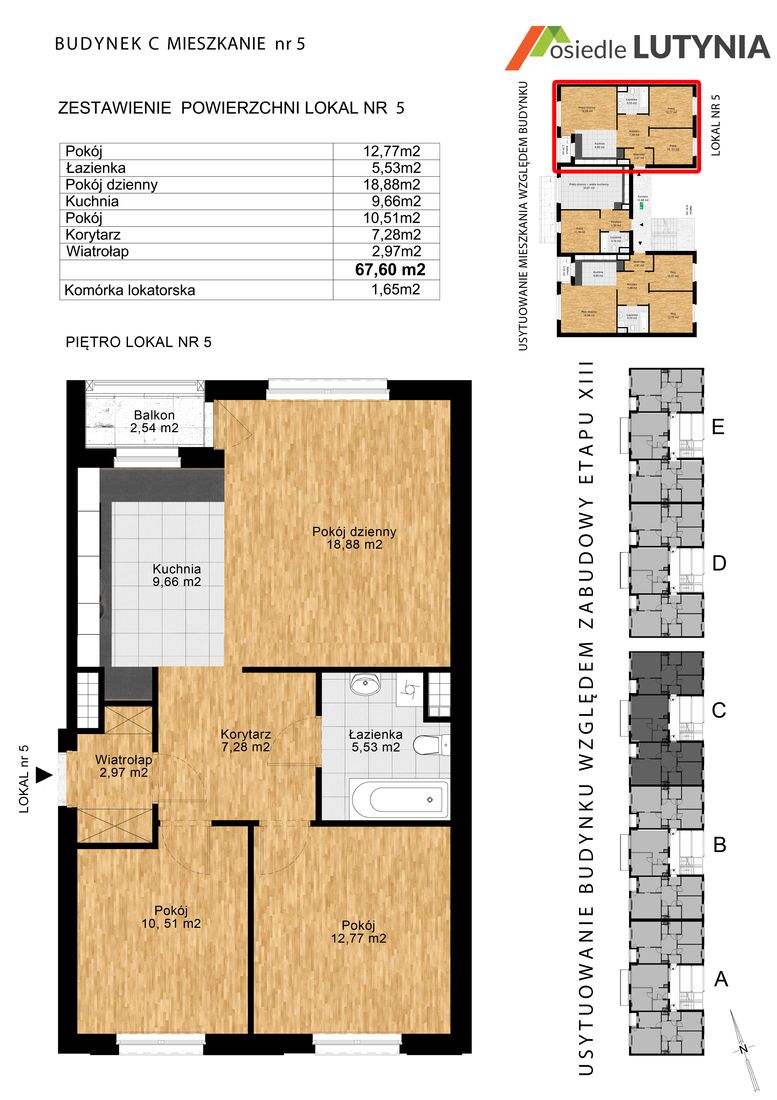 BUDYNEK C MIESZKANIE nr 5
osiedle LUTYNIA
ZESTAWIENIE POWIERZCHNI LOKAL NR 5
Pokój 12,77m2
Łazienka 5,53m2
Pokój dzienny 18,88m2
Kuchnia 9,66m2
Pokój 10,51m2
Korytarz 7,28m2
Wiatrołap 2,97m2
67,60 m2
Komórka lokatorska 1,65m2
PIĘTRO LOKAL NR 5
USYTUOWANIE MIESZKANIA WZGLĘDEM BUDYNKU
LOKAL NR 5
Balkon
2,54 m2
Pokój dzienny
18,88 m2
Kuchnia
9,66 m2
Korytarz
7,28 m2
Łazienka
5,53 m2
Wiatrołap
2,97 m2
LOKAL nr 5
Pokój
10, 51 m2
Pokój
12,77 m2
USYTUOWANIE BUDYNKU WZGLĘDEM ZABUDOWY ETAPU XIII
E
D
C
B
A
N